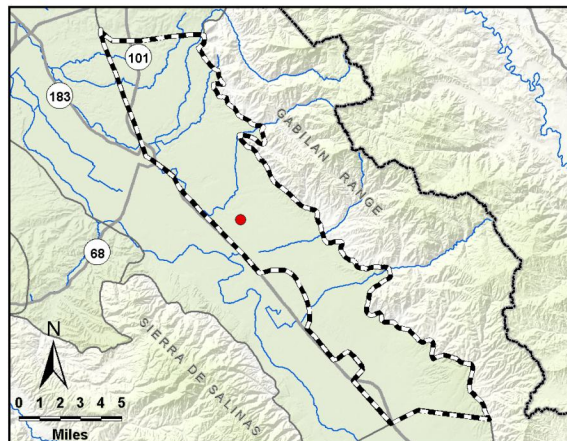 101
183
GABILAN RANGE
68
SIERRA DE SALINAS
N
0 1 2 3 4 5
Miles